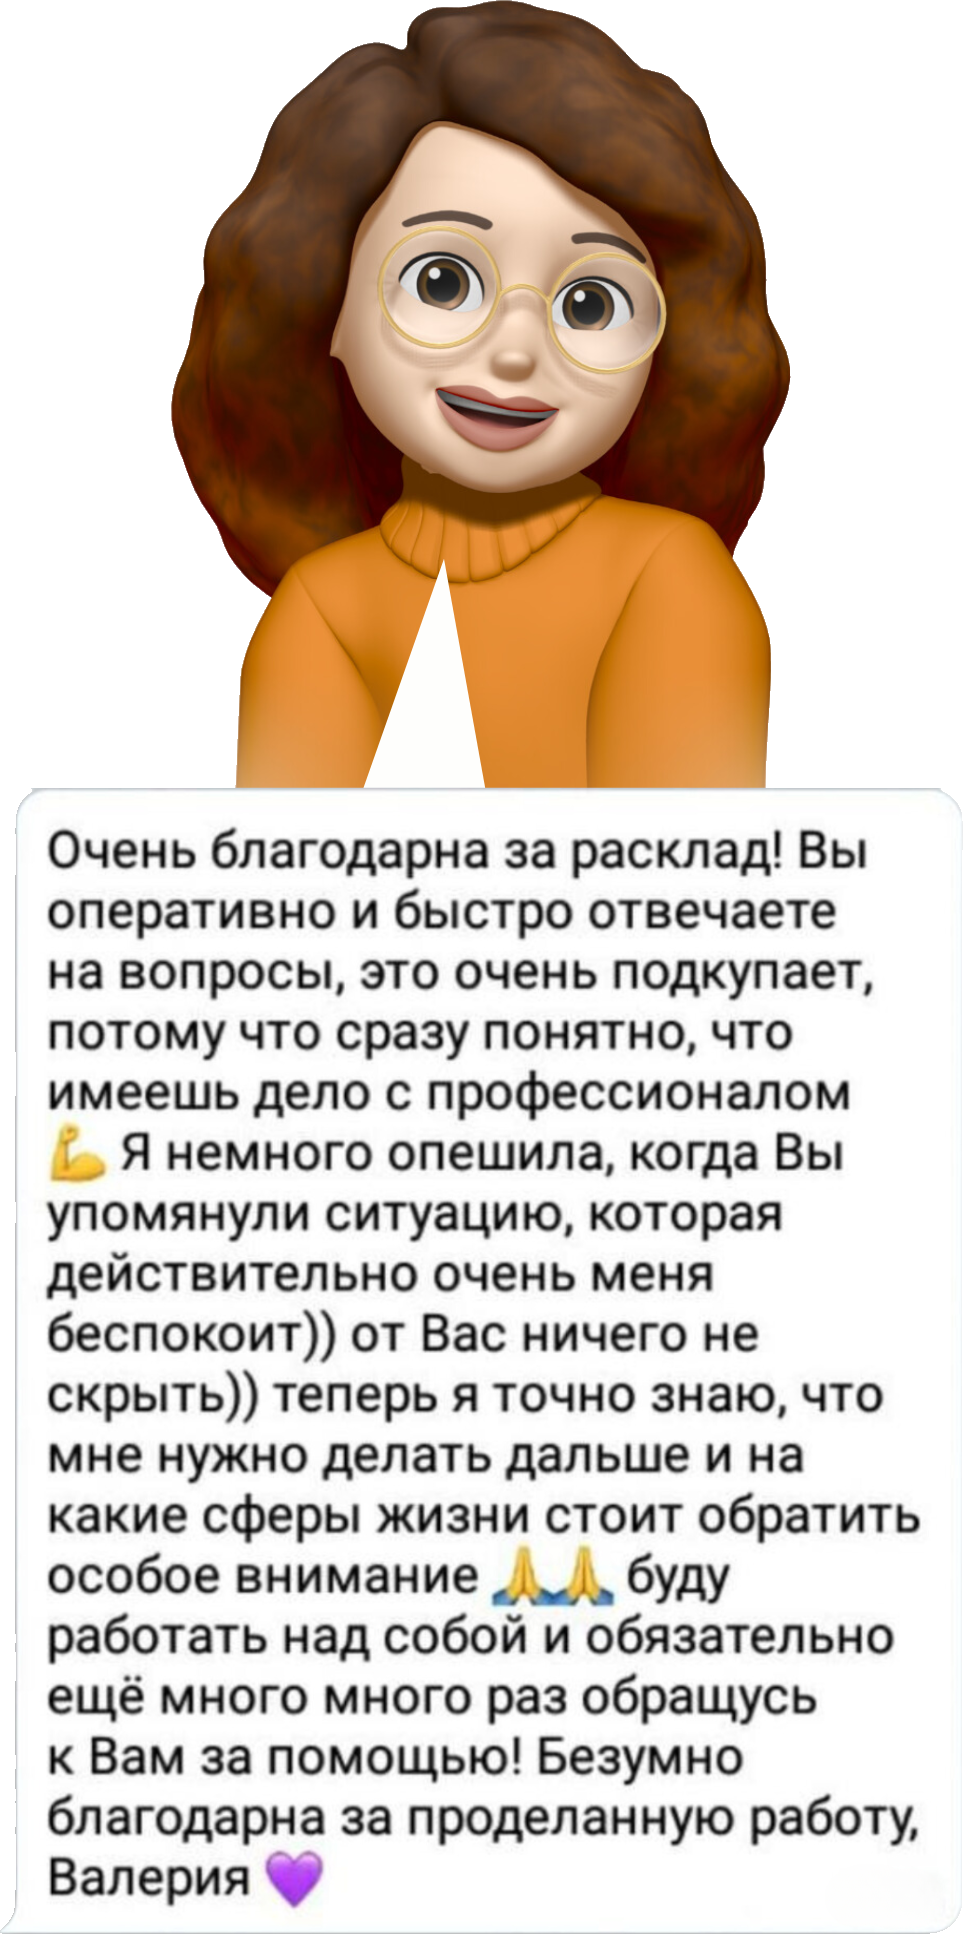 Очень благодарна за расклад! Вы
оперативно и быстро отвечаете
на вопросы, это очень подкупает,
потому что сразу понятно, что
имеешь дело с профессионалом
💪 Я немного опешила, когда Вы
упомянули ситуацию, которая
действительно очень меня
беспокоит)) от Вас ничего не
скрыть)) теперь я точно знаю, что
мне нужно делать дальше и на
какие сферы жизни стоит обратить
особое внимание 🙏🙏 буду
работать над собой и обязательно
ещё много много раз обращусь
к Вам за помощью! Безумно
благодарна за проделанную работу,
Валерия 💜